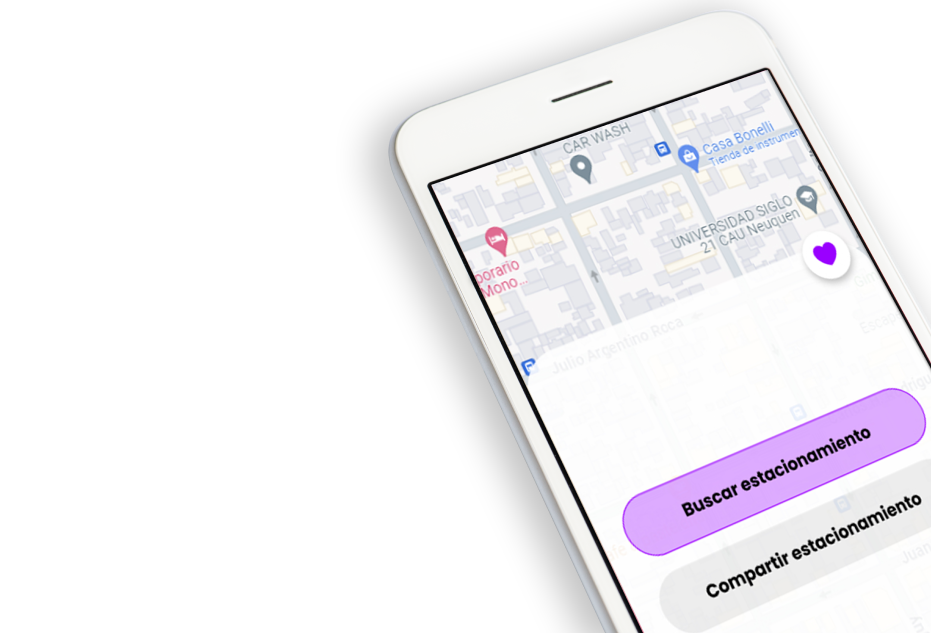 CAR WASH
Casa Bonelli
Tienda de instrumen
UNIVERSIDAD SIGLO
21 CAU Neuquen
porario
Mono...
Julio Argentino Roca
Buscar estacionamiento
Compartir estacionamiento